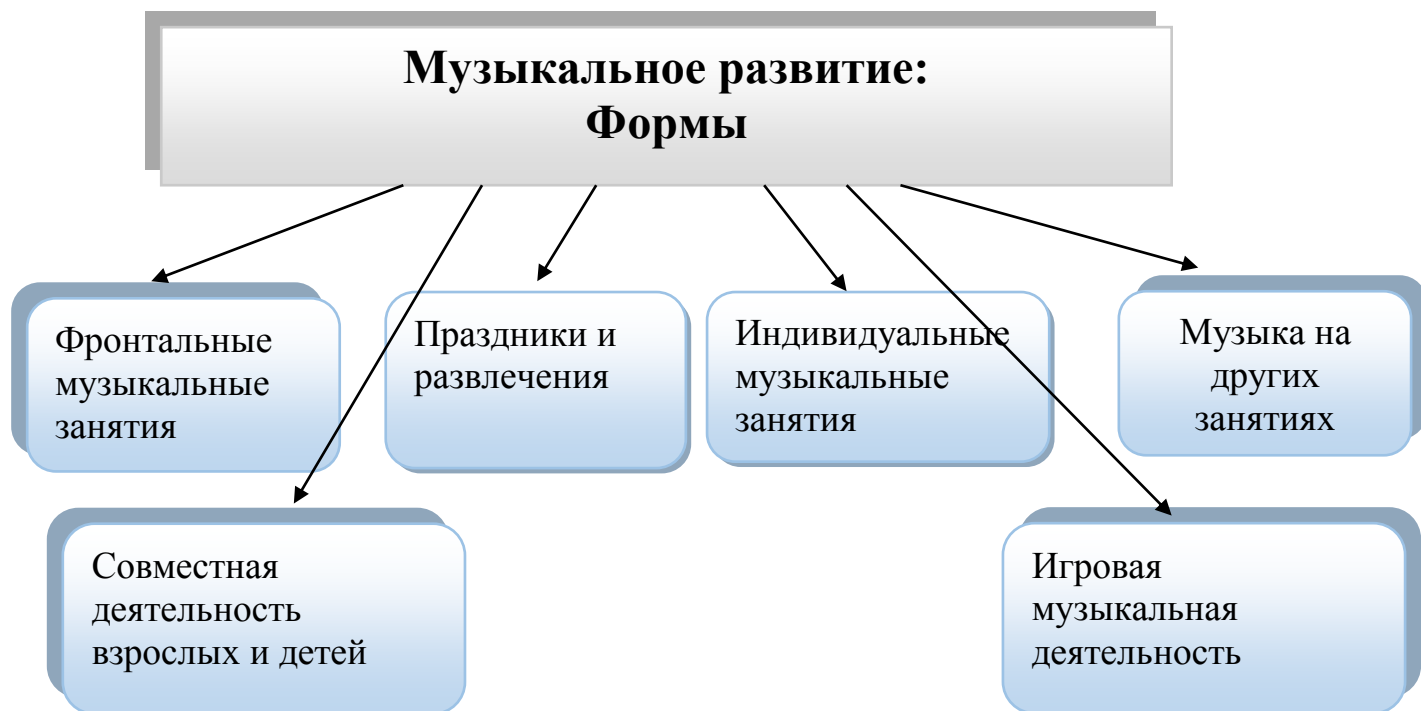 Музыкальное развитие:
Формы
Фронтальные
музыкальные
занятия
Праздники и
развлечения
Индивидуальные
музыкальные
занятия
Музыка на
других
занятиях
Совместная
деятельность
взрослых и детей
Игровая
музыкальная
деятельность